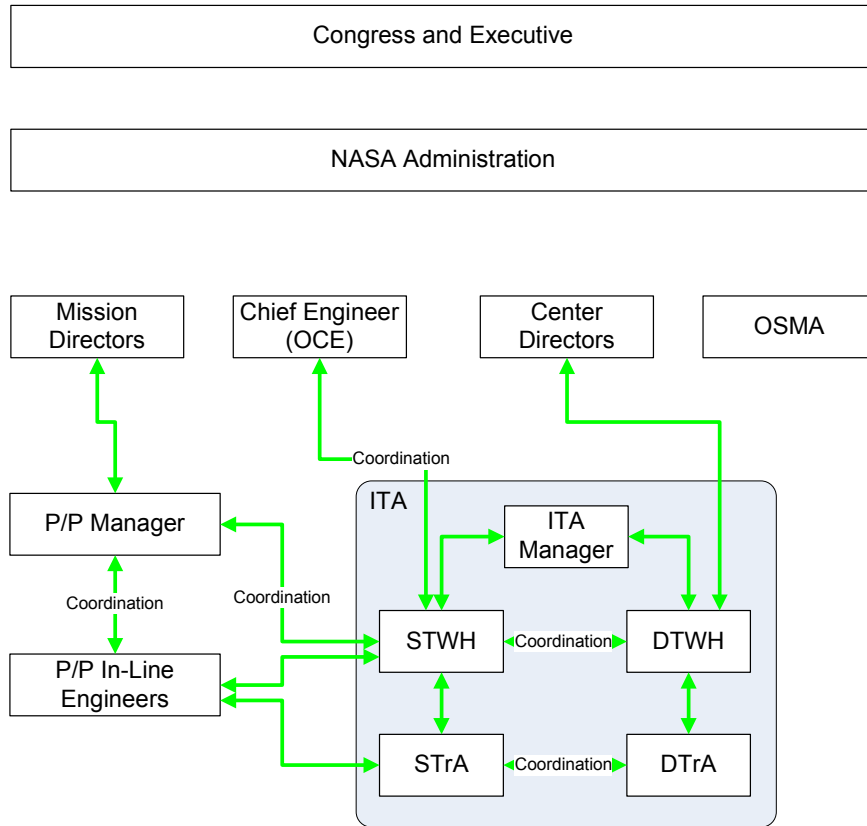 Congress and Executive
NASA Administration
Mission
Directors
Chief Engineer
(OCE)
Center
Directors
OSMA
Coordination
ITA
P/P Manager
ITA
Manager
Coordination
Coordination
STWH
Coordination
DTWH
P/P In-Line
Engineers
STrA
Coordination
DTrA